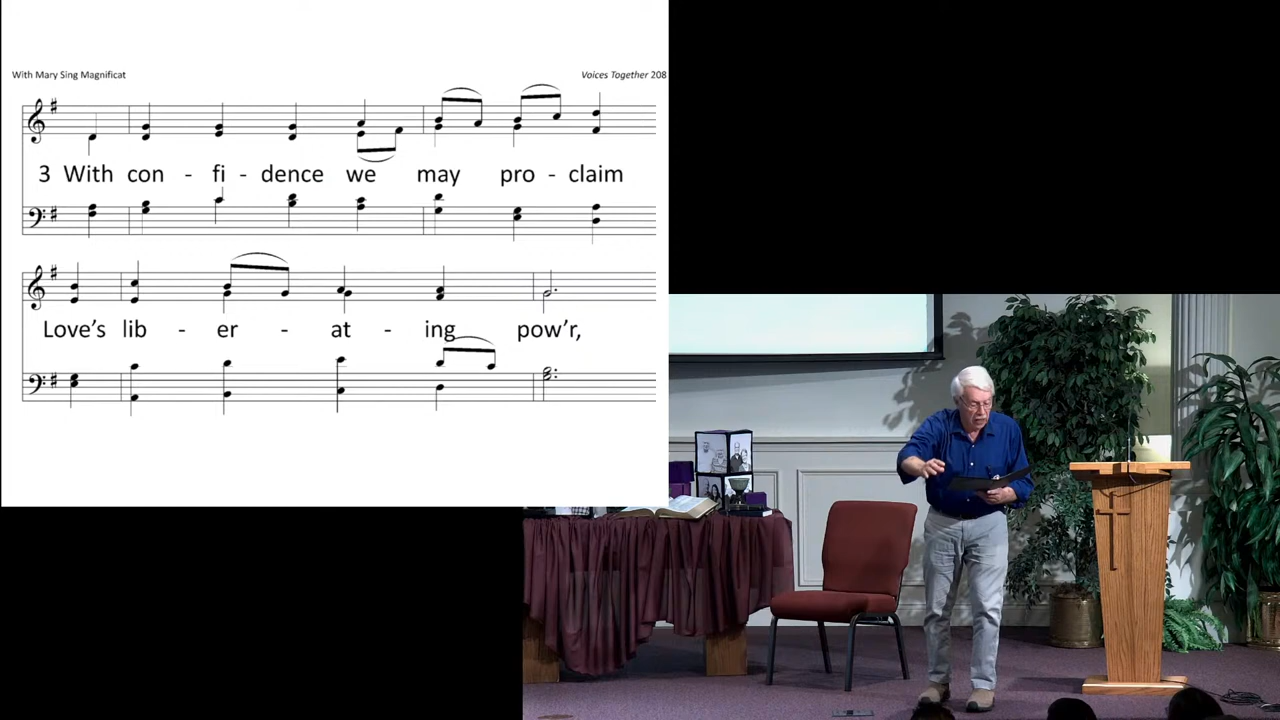 With Mary Sing Magnificat
Voices Together 208
3 With con - fi - dence we may pro - claim
Love's lib - er - at - ing pow'r,